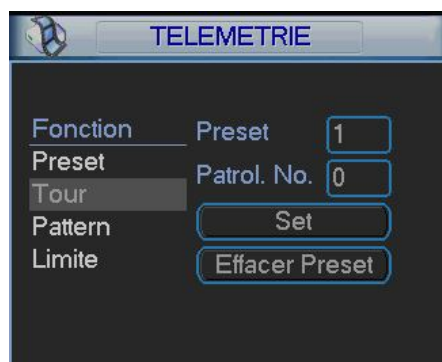 TELEMETRIE
Fonction
Preset
Tour
Pattern
Limite
Preset 1
Patrol. No. 0
Set
Effacer Preset